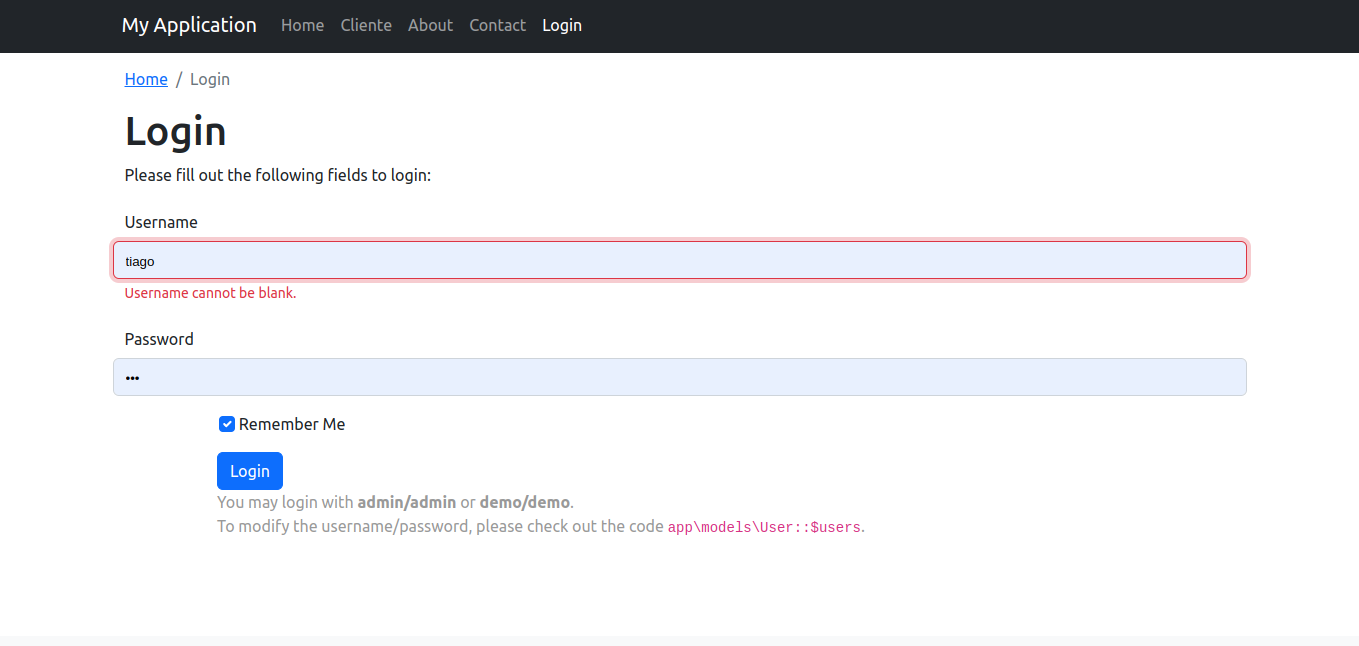 My Application Home Cliente About Contact Login
Home / Login
Login
Please fill out the following fields to login:
Username
tiago
Username cannot be blank.
Password
•••
Remember Me
Login
You may login with admin/admin or demo/demo.
To modify the username/password, please check out the code app\models\User::$users.